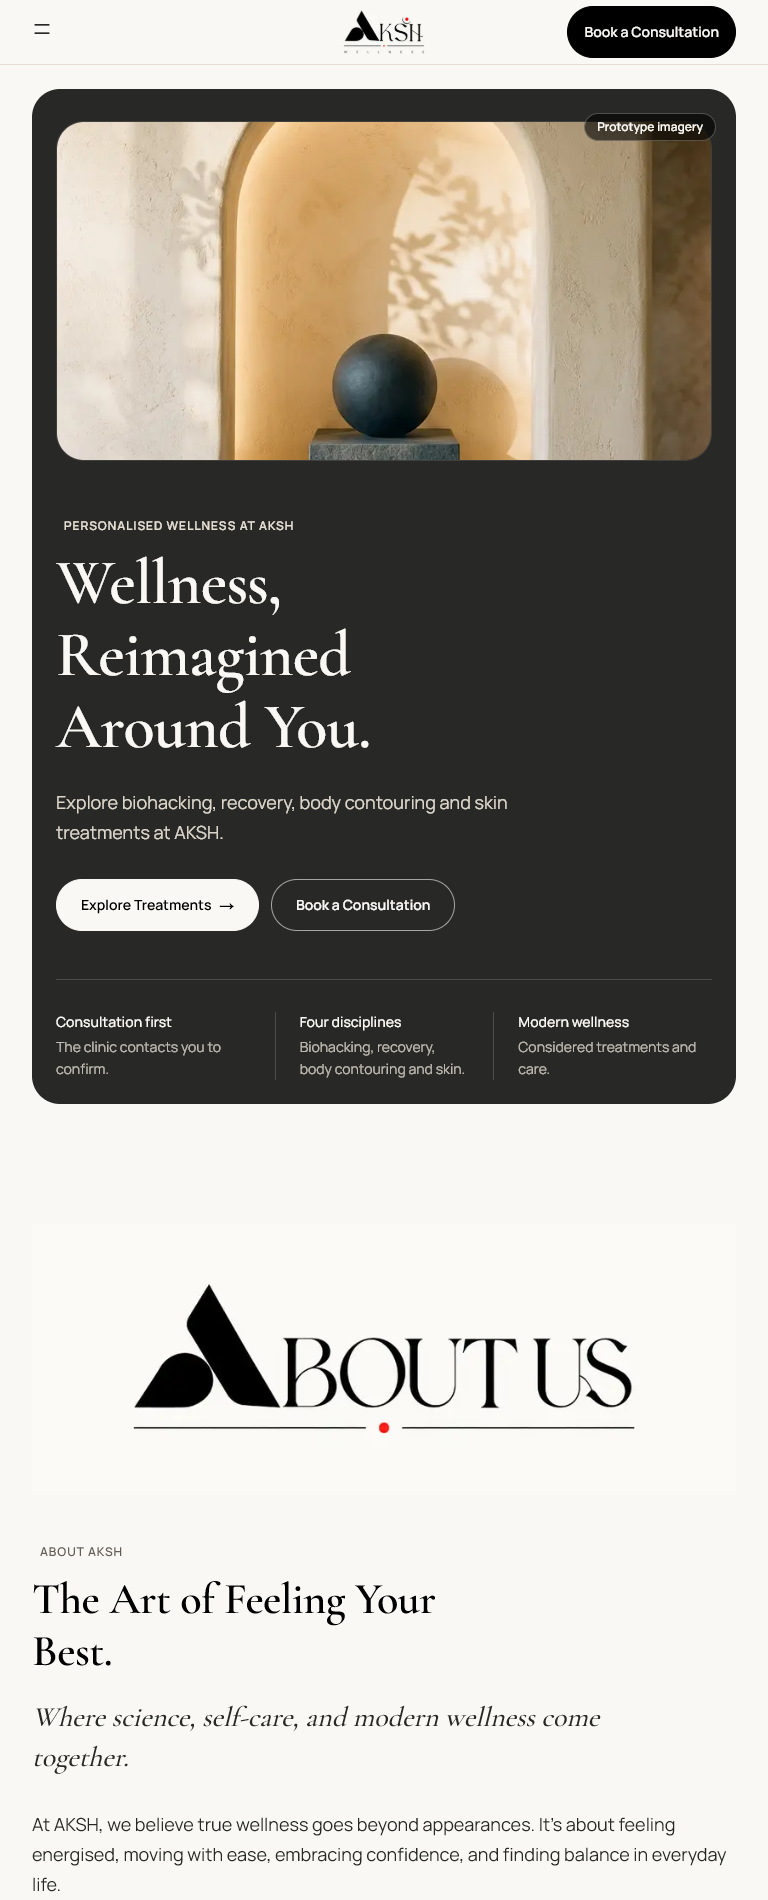 AKSH
WELLNESS
Book a Consultation
Prototype imagery
PERSONALISED WELLNESS AT AKSH
Wellness,
Reimagined
Around You.
Explore biohacking, recovery, body contouring and skin
treatments at AKSH.
Explore Treatments →
Book a Consultation
Consultation first
The clinic contacts you to
confirm.
Four disciplines
Biohacking, recovery,
body contouring and skin.
Modern wellness
Considered treatments and
care.
ABOUT US
ABOUT AKSH
The Art of Feeling Your
Best.
Where science, self-care, and modern wellness come
together.
At AKSH, we believe true wellness goes beyond appearances. It's about feeling
energised, moving with ease, embracing confidence, and finding balance in everyday
life.